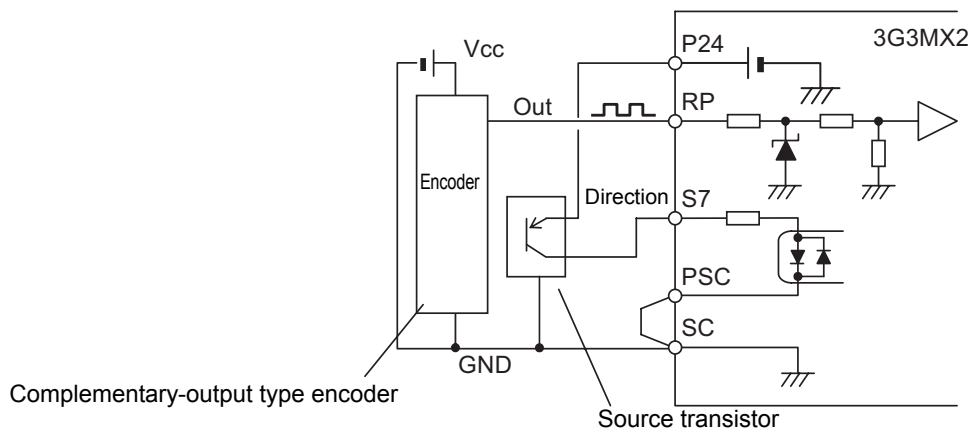 3G3MX2
P24
Vcc
RP
Out
Encoder
Direction
S7
PSC
SC
GND
Complementary-output type encoder
Source transistor